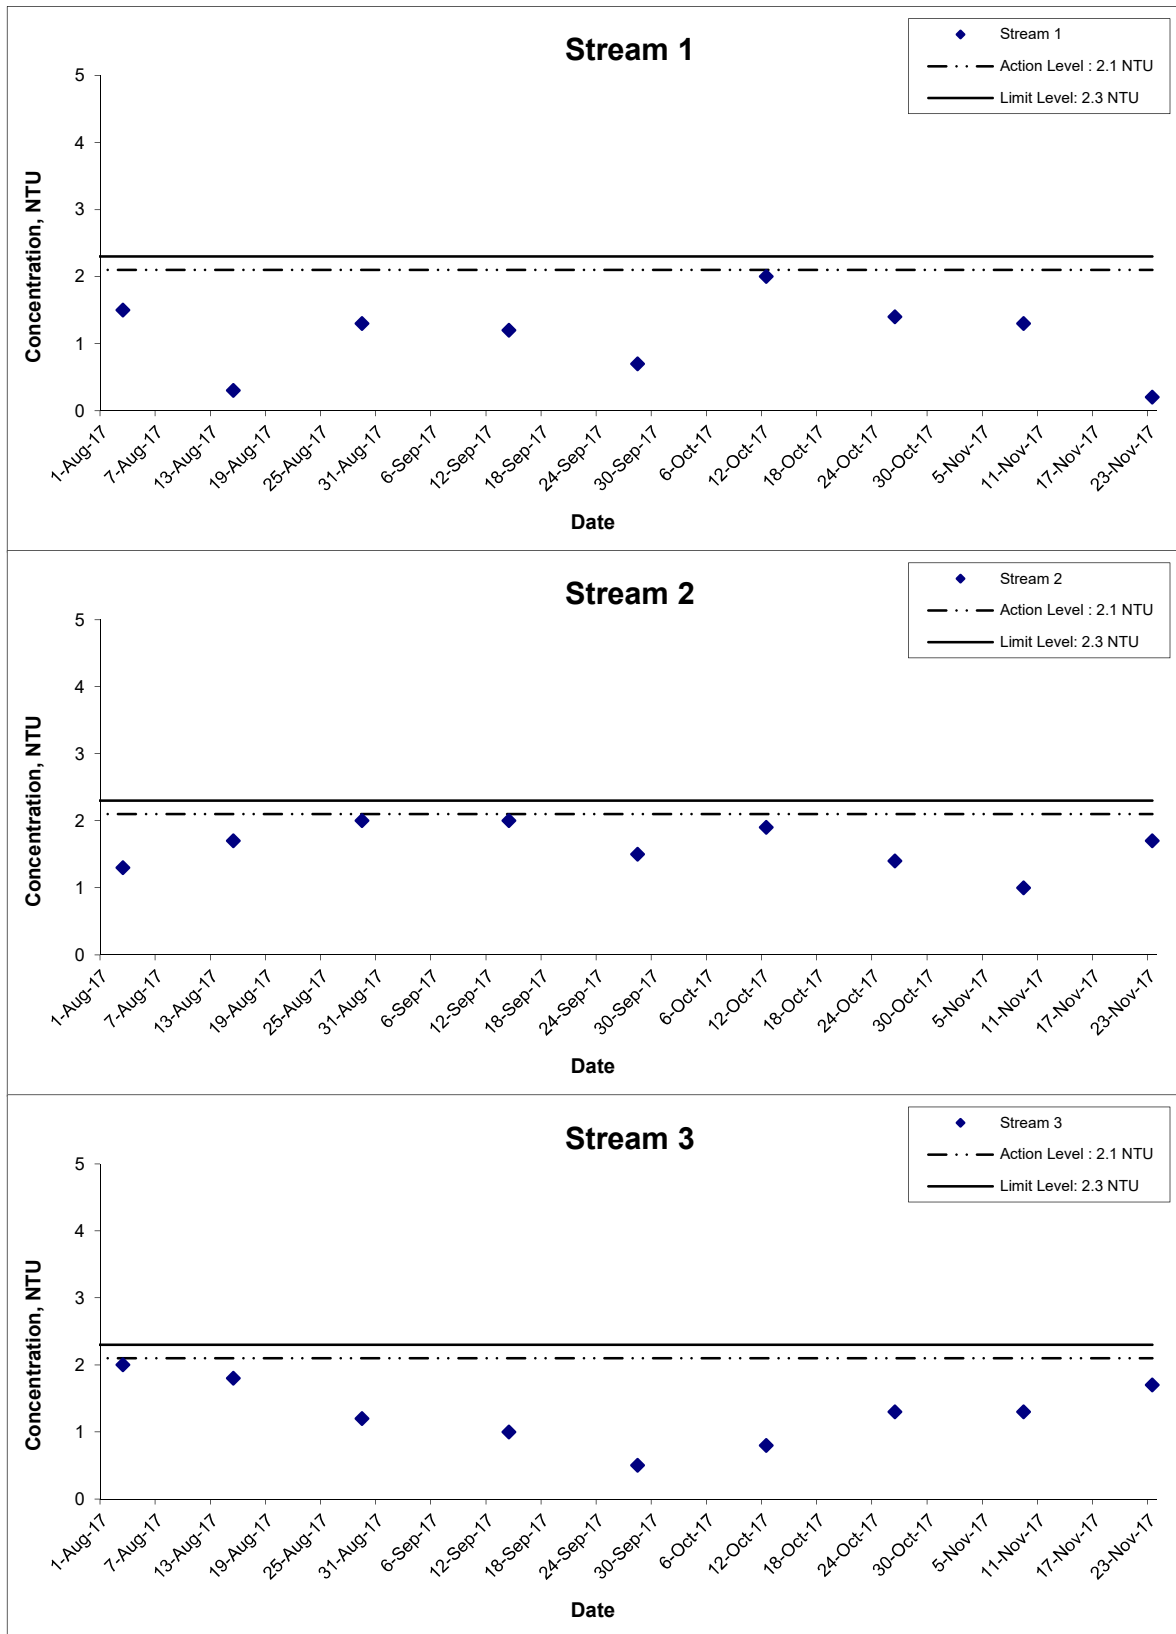 Stream 1
Stream 1
Action Level : 2.1 NTU
Limit Level: 2.3 NTU
Concentration, NTU
5
4
3
2
1
0
1-Aug-17
7-Aug-17
13-Aug-17
19-Aug-17
25-Aug-17
31-Aug-17
6-Sep-17
12-Sep-17
18-Sep-17
24-Sep-17
30-Sep-17
6-Oct-17
12-Oct-17
18-Oct-17
24-Oct-17
30-Oct-17
5-Nov-17
11-Nov-17
17-Nov-17
23-Nov-17
Date
Stream 2
Stream 2
Action Level : 2.1 NTU
Limit Level: 2.3 NTU
Concentration, NTU
5
4
3
2
1
0
1-Aug-17
7-Aug-17
13-Aug-17
19-Aug-17
25-Aug-17
31-Aug-17
6-Sep-17
12-Sep-17
18-Sep-17
24-Sep-17
30-Sep-17
6-Oct-17
12-Oct-17
18-Oct-17
24-Oct-17
30-Oct-17
5-Nov-17
11-Nov-17
17-Nov-17
23-Nov-17
Date
Stream 3
Stream 3
Action Level : 2.1 NTU
Limit Level: 2.3 NTU
Concentration, NTU
5
4
3
2
1
0
1-Aug-17
7-Aug-17
13-Aug-17
19-Aug-17
25-Aug-17
31-Aug-17
6-Sep-17
12-Sep-17
18-Sep-17
24-Sep-17
30-Sep-17
6-Oct-17
12-Oct-17
18-Oct-17
24-Oct-17
30-Oct-17
5-Nov-17
11-Nov-17
17-Nov-17
23-Nov-17
Date